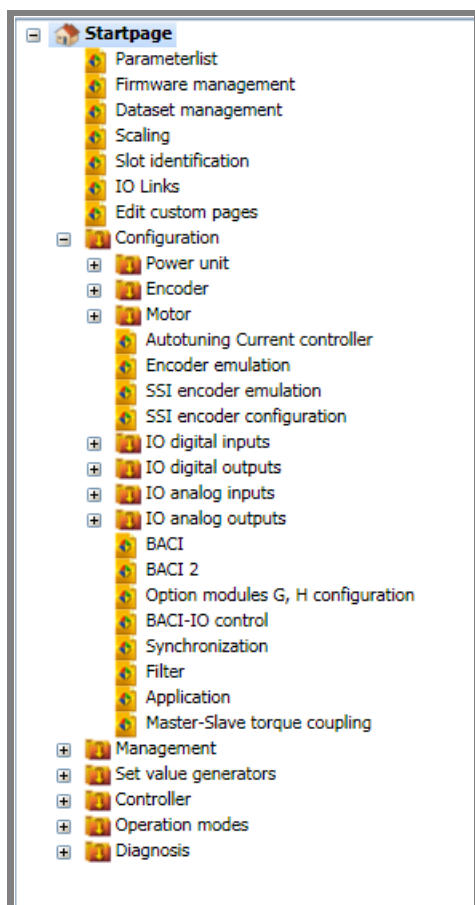 Startpage
Parameterlist
Firmware management
Dataset management
Scaling
Slot identification
IO Links
Edit custom pages
Configuration
Power unit
Encoder
Motor
Autotuning Current controller
Encoder emulation
SSI encoder emulation
SSI encoder configuration
IO digital inputs
IO digital outputs
IO analog inputs
IO analog outputs
BACI
BACI 2
Option modules G, H configuration
BACI-IO control
Synchronization
Filter
Application
Master-Slave torque coupling
Management
Set value generators
Controller
Operation modes
Diagnosis